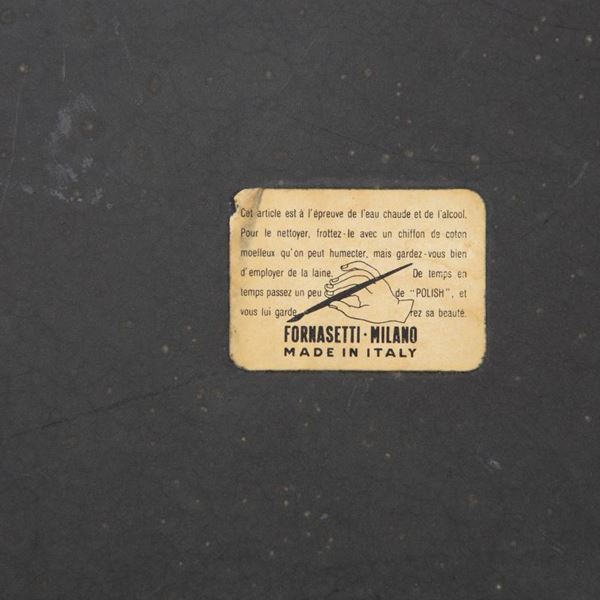 Cet article est à l'épreuve de l'eau chaude et de l'alcool.
Pour le nettoyer, frottez-le avec un chiffon de coton
moelleux qu'on peut humecter, mais gardez-vous bien
d'employer de la laine. De temps en
temps passez un peu de "POLISH", et
vous lui garde rez sa beauté.
FORNASETTI·MILANO
MADE IN ITALY